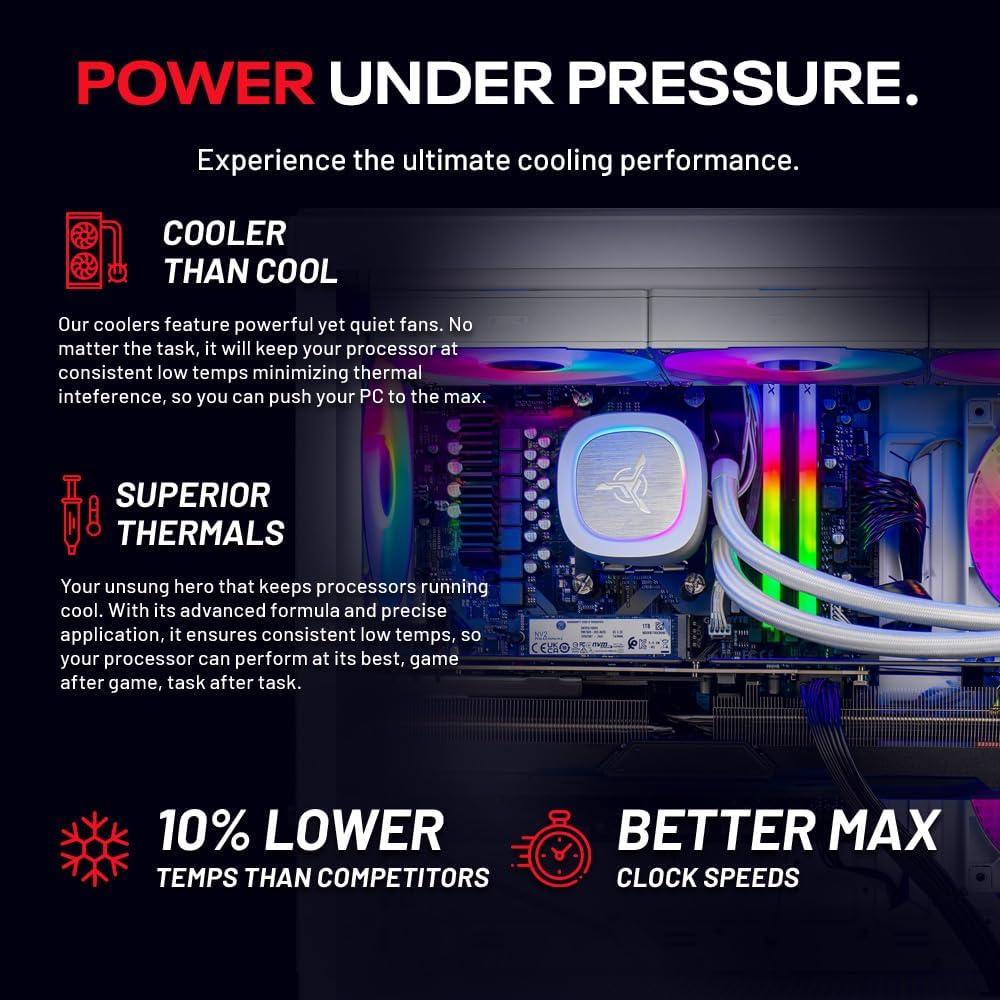 POWER UNDER PRESSURE.
Experience the ultimate cooling performance.
COOLER
THAN COOL
Our coolers feature powerful yet quiet fans. No
matter the task, it will keep your processor at
consistent low temps minimizing thermal
inteference, so you can push your PC to the max.
SUPERIOR
THERMALS
Your unsung hero that keeps processors running
cool. With its advanced formula and precise
application, it ensures consistent low temps, so
your processor can perform at its best, game
after game, task after task.
NV2
1TB
10% LOWER
TEMPS THAN COMPETITORS
BETTER MAX
CLOCK SPEEDS